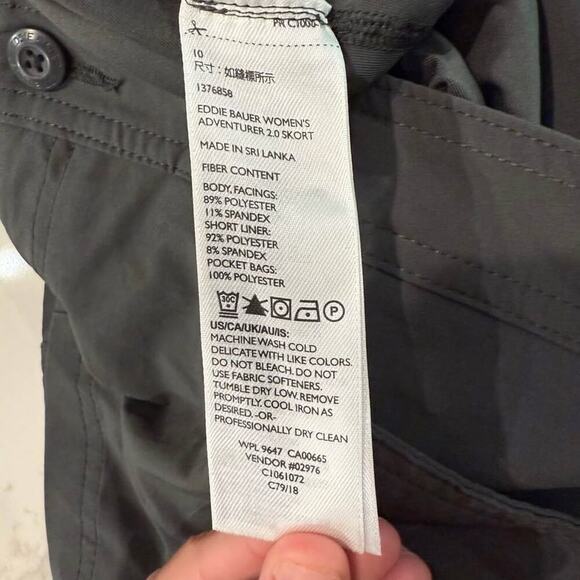 PR C1000
10
尺寸：如縫標所示
1376858
EDDIE BAUER WOMEN'S
ADVENTURER 2.0 SKORT
MADE IN SRI LANKA
FIBER CONTENT
BODY, FACINGS:
89% POLYESTER
11% SPANDEX
SHORT LINER:
92% POLYESTER
8% SPANDEX
POCKET BAGS:
100% POLYESTER
30C
P
US/CA/UK/AU/IS:
MACHINE WASH COLD
DELICATE WITH LIKE COLORS.
DO NOT BLEACH. DO NOT
USE FABRIC SOFTENERS.
TUMBLE DRY LOW. REMOVE
PROMPTLY. COOL IRON AS
DESIRED. -OR-
PROFESSIONALLY DRY CLEAN
WPL 9647 CA00665
VENDOR #02976
C1061072
C79/18